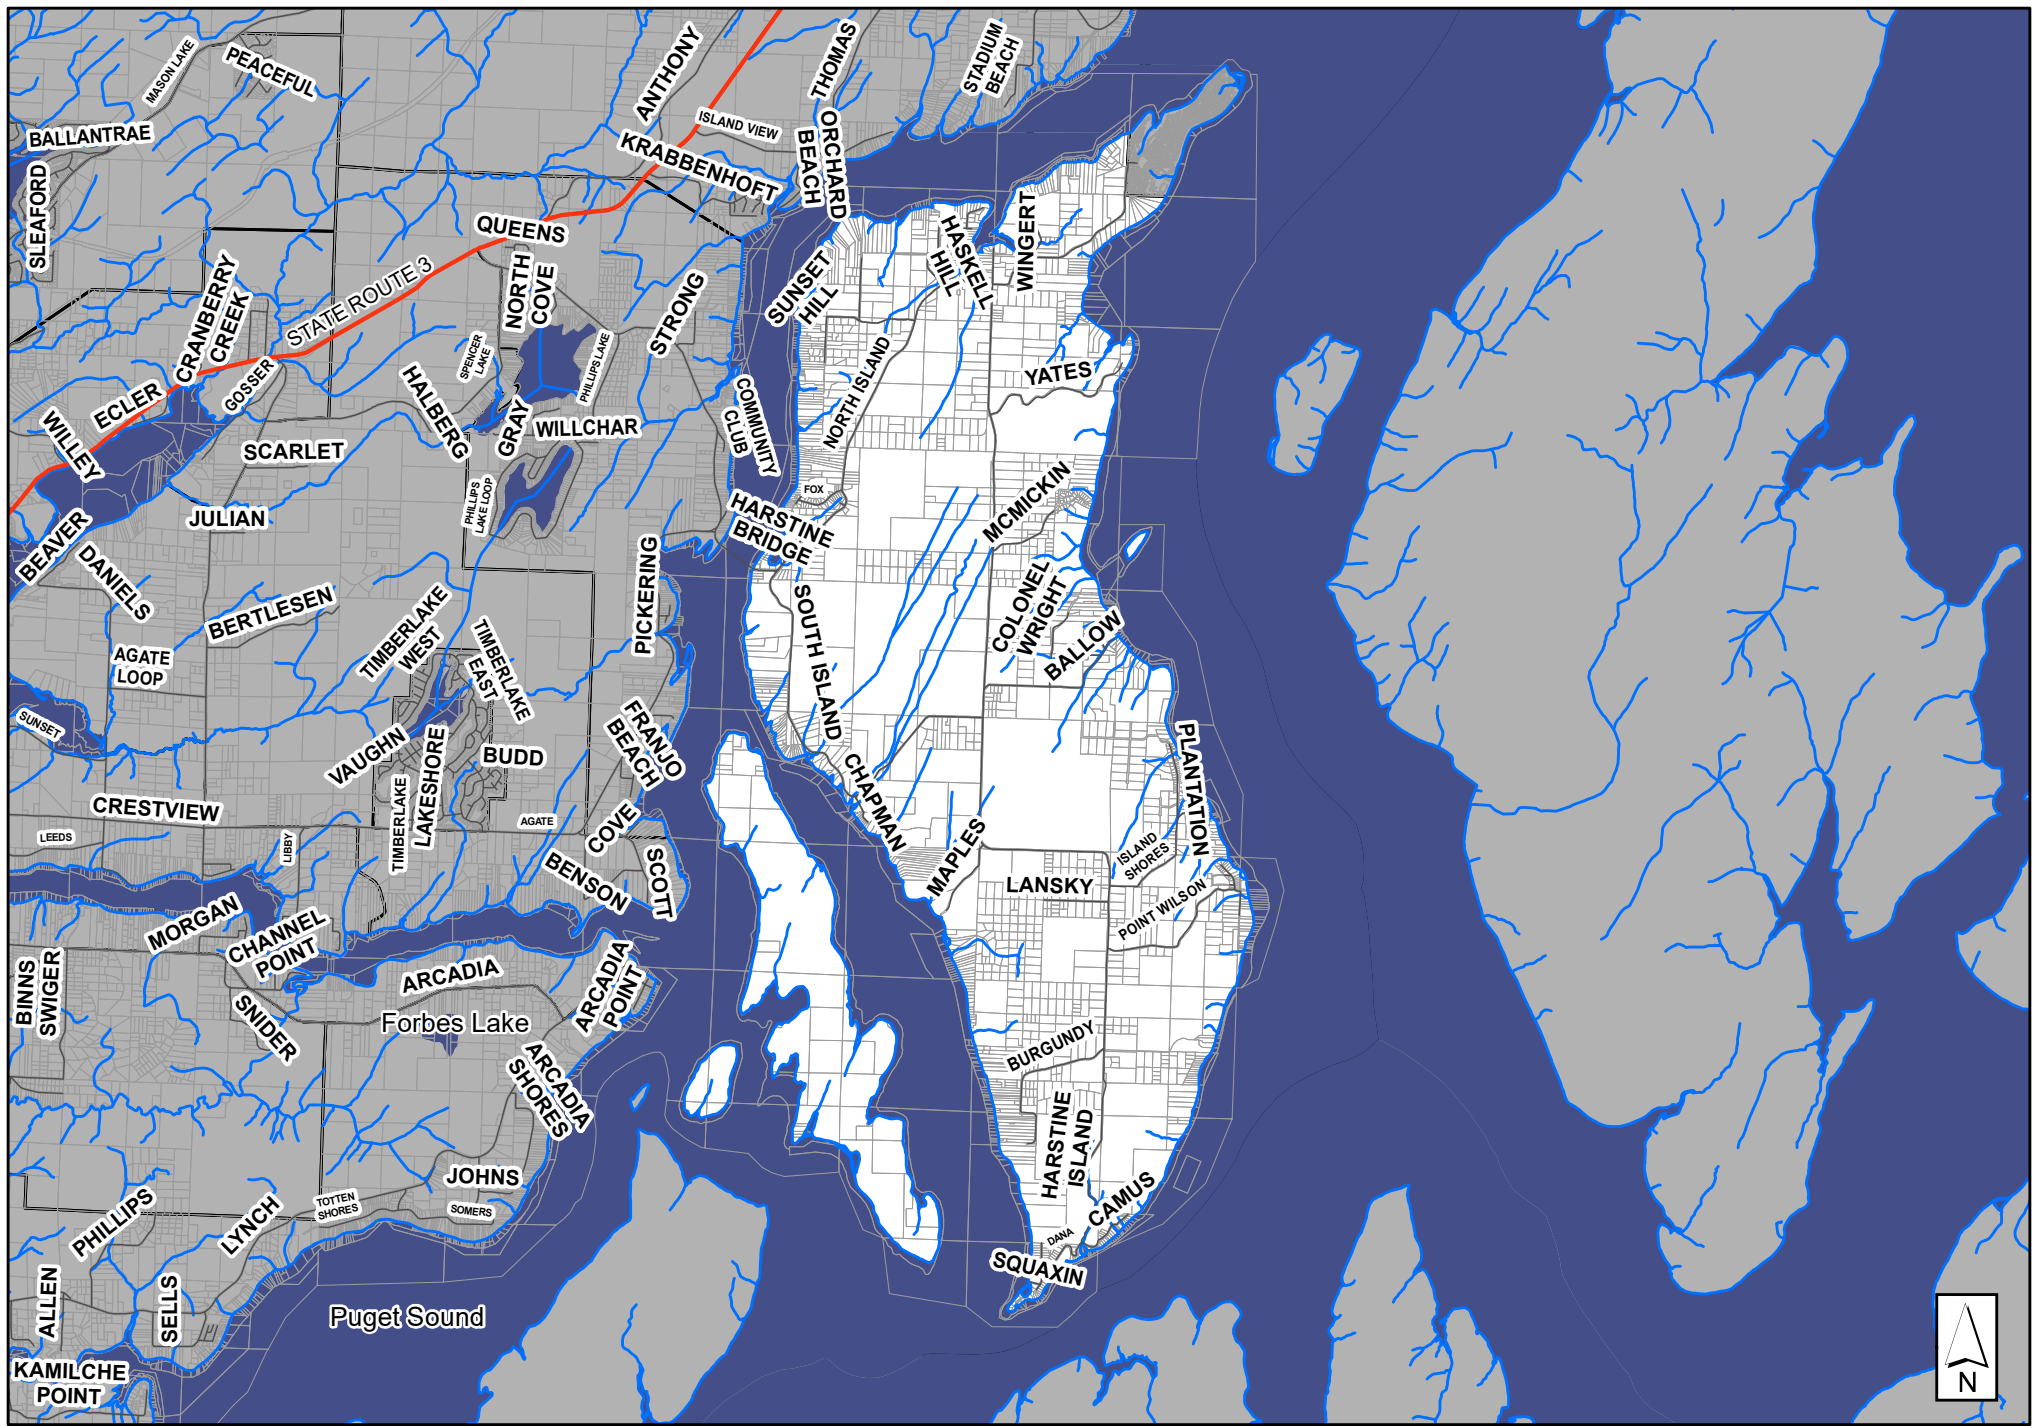 MASON LAKE
PEACEFUL
BALLANTRAE
SLEAFORD
ANTHONY
THOMAS
STADIUM
BEACH
ISLAND VIEW
KRABBENHOFT
ORCHARD
BEACH
QUEENS
STATE ROUTE 3
CRANBERRY
CREEK
NORTH
COVE
STRONG
SUNSET
HILL
HASKELL
HILL
WINGERT
SPENCER
LAKE
PHILLIPS LAKE
GOSSER
ECLER
WILLEY
HALBERG
GRAY
WILLCHAR
SCARLET
COMMUNITY
CLUB
NORTH ISLAND
YATES
PHILLIPS
LAKE LOOP
JULIAN
BEAVER
DANIELS
FOX
HARSTINE
BRIDGE
MCMICKIN
PICKERING
BERTLESEN
AGATE
LOOP
TIMBERLAKE
WEST
TIMBERLAKE
EAST
SOUTH ISLAND
COLONEL
WRIGHT
BALLOW
SUNSET
VAUGHN
LAKESHORE
TIMBERLAKE
BUDD
FRANJO
BEACH
PLANTATION
CHAPMAN
CRESTVIEW
LEEDS
LIBBY
AGATE
COVE
BENSON
SCOTT
MAPLES
LANSKY
ISLAND
SHORES
POINT WILSON
MORGAN
CHANNEL
POINT
BINNS
SWIGER
SNIDER
ARCADIA
ARCADIA
POINT
Forbes Lake
ARCADIA
SHORES
BURGUNDY
HARSTINE
ISLAND
JOHNS
SOMERS
TOTTEN
SHORES
PHILLIPS
LYNCH
CAMUS
DANA
SQUAXIN
ALLEN
SELLS
Puget Sound
KAMILCHE
POINT
N